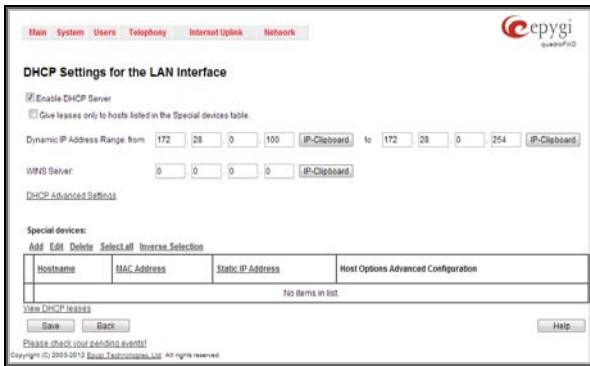 Main System Users Telephony Internet Uplink Network
epygi
quadroFXO
DHCP Settings for the LAN Interface
Enable DHCP Server
Give leases only to hosts listed in the Special devices table.
Dynamic IP Address Range: from 172 . 28 . 0 . 100 IP-Clipboard to 172 . 28 . 0 . 254 IP-Clipboard
WINS Server: 0 . 0 . 0 . 0 IP-Clipboard
DHCP Advanced Settings
Special devices:
Add Edit Delete Select all Inverse Selection
Hostname MAC Address Static IP Address Host Options Advanced Configuration
No items in list.
View DHCP leases
Save Back Help
Please check your pending events!
Copyright (C) 2003-2012 Epygi Technologies, Ltd. All rights reserved.